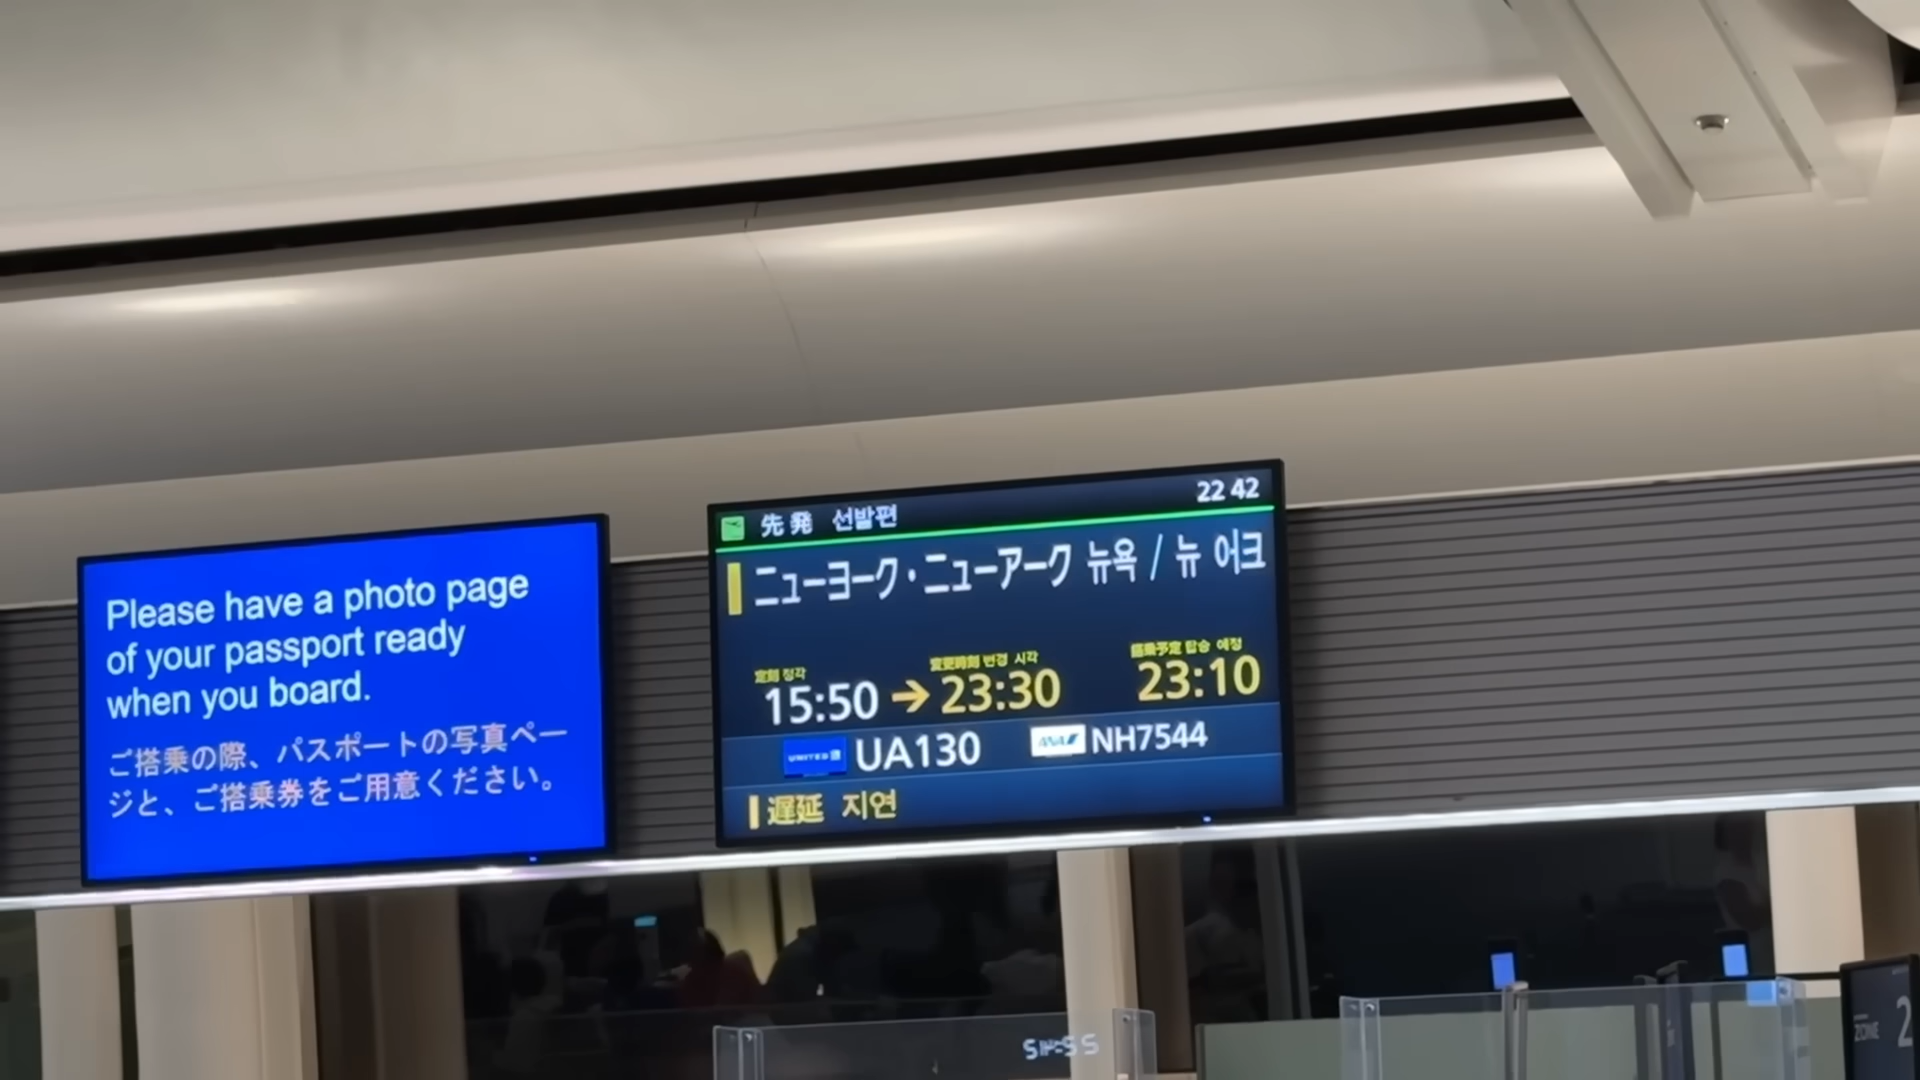 Please have a photo page
of your passport ready
when you board.
ご搭乗の際、パスポートの写真ペー
ジと、ご搭乗券をご用意ください。
先発 선발편 22 42
ニューヨーク・ニューアーク 뉴욕 / 뉴 어크
定刻 정각 変更時刻 변경 시각 搭乗予定 탑승 예정
15:50 → 23:30 23:10
UNITED UA130 ANA NH7544
遅延 지연
ZONE 2